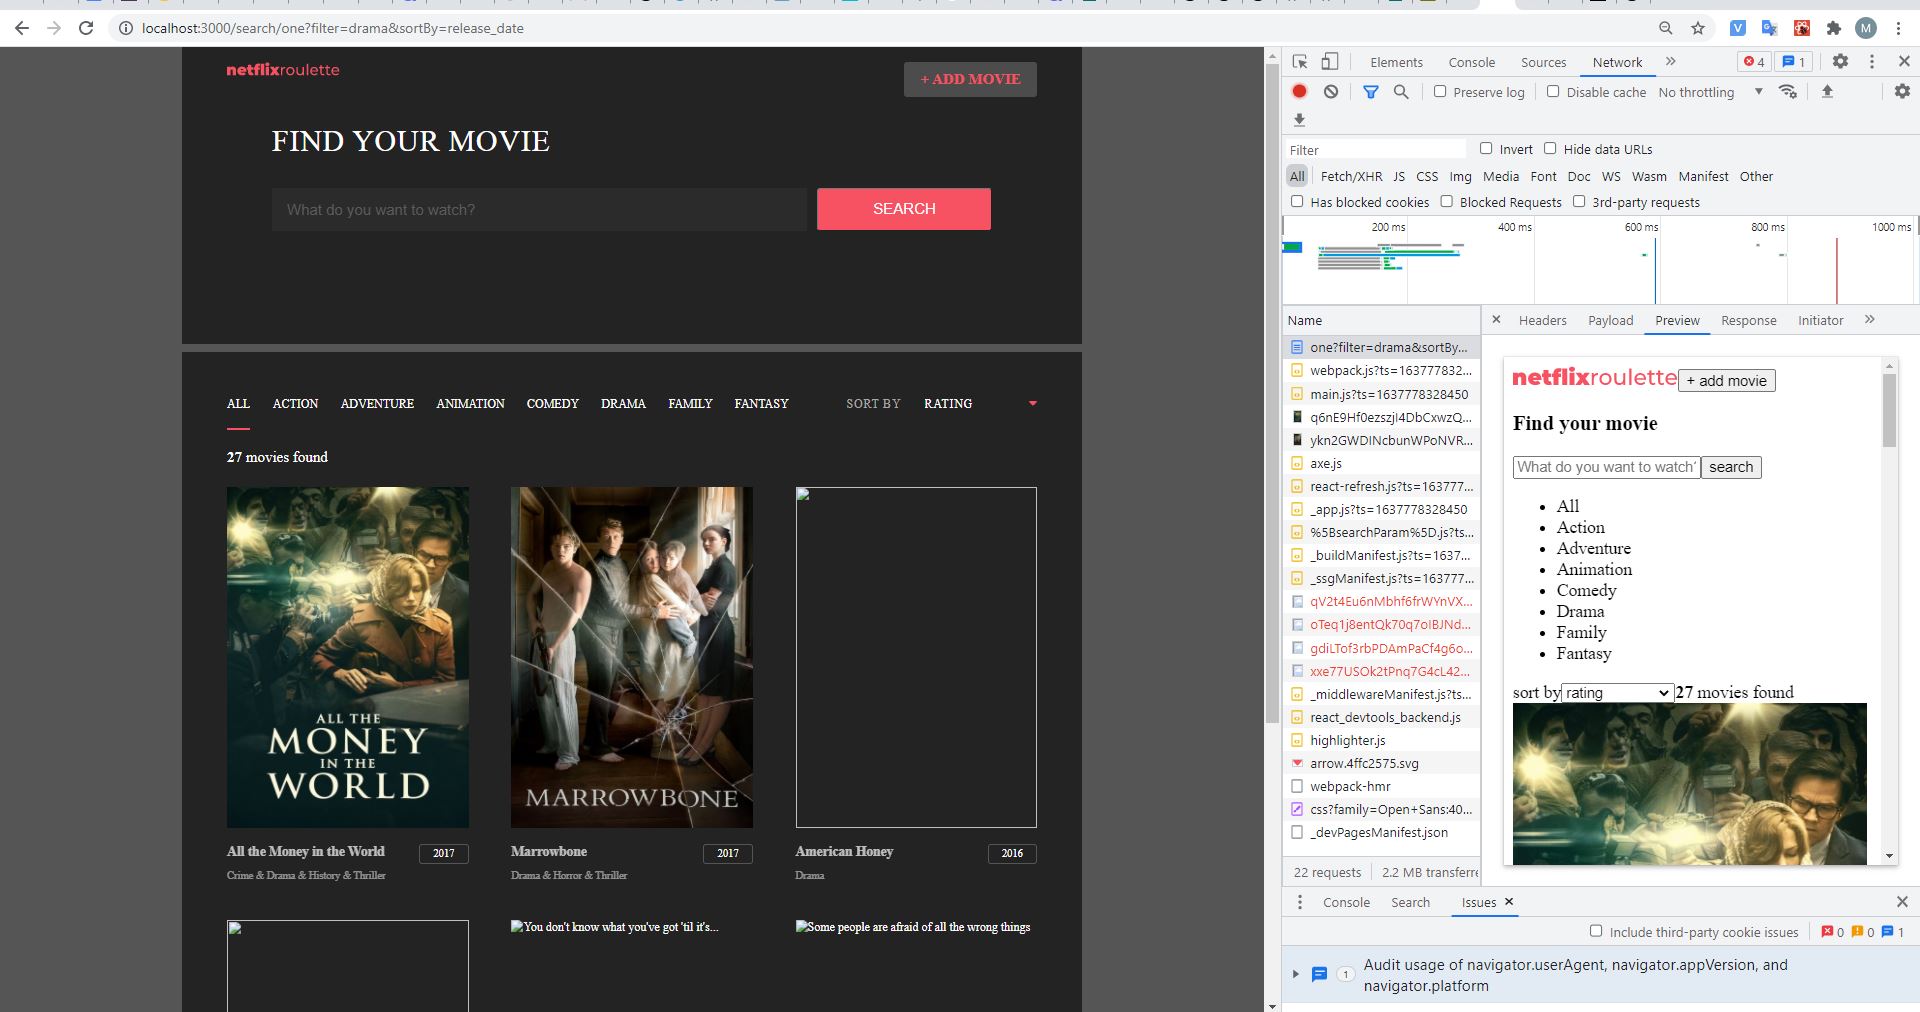 localhost:3000/search/one?filter=drama&sortBy=release_date
M
netflixroulette
+ ADD MOVIE
FIND YOUR MOVIE
What do you want to watch?
SEARCH
ALL ACTION ADVENTURE ANIMATION COMEDY DRAMA FAMILY FANTASY SORT BY RATING
27 movies found
ALL THE
MONEY
IN THE
WORLD
MARROWBONE
All the Money in the World 2017
Crime & Drama & History & Thriller
Marrowbone 2017
Drama & Horror & Thriller
American Honey 2016
Drama
You don't know what you've got 'til it's...
Some people are afraid of all the wrong things
Elements Console Sources Network 4 1
Preserve log Disable cache No throttling
Filter Invert Hide data URLs
All Fetch/XHR JS CSS Img Media Font Doc WS Wasm Manifest Other
Has blocked cookies Blocked Requests 3rd-party requests
200 ms 400 ms 600 ms 800 ms 1000 ms
Name
one?filter=drama&sortBy...
webpack.js?ts=163777832...
main.js?ts=1637778328450
q6nE9Hf0ezszjI4DbCxwzQ...
ykn2GWDINcbunWPoNVR...
axe.js
react-refresh.js?ts=163777...
_app.js?ts=1637778328450
%5BsearchParam%5D.js?ts...
_buildManifest.js?ts=1637...
_ssgManifest.js?ts=163777...
qV2t4Eu6nMbhf6frWYnVX...
oTeq1j8entQk70q7oIBJNd...
gdiLTof3rbPDAmPaCf4g6o...
xxe77USOk2tPnq7G4cL42...
_middlewareManifest.js?ts...
react_devtools_backend.js
highlighter.js
arrow.4ffc2575.svg
webpack-hmr
css?family=Open+Sans:40...
_devPagesManifest.json
22 requests 2.2 MB transferre
Headers Payload Preview Response Initiator
netflixroulette + add movie
Find your movie
What do you want to watch? search
All
Action
Adventure
Animation
Comedy
Drama
Family
Fantasy
sort by rating 27 movies found
Console Search Issues
Include third-party cookie issues 0 0 1
1 Audit usage of navigator.userAgent, navigator.appVersion, and
navigator.platform